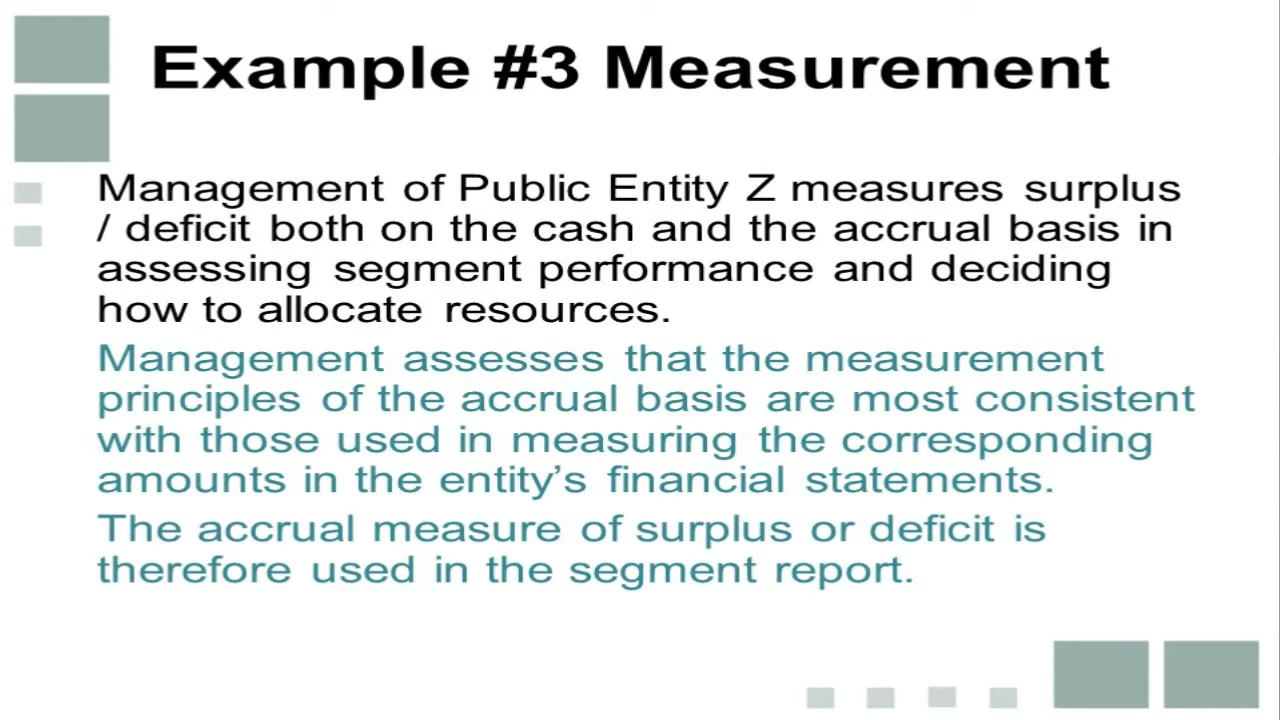 Example #3 Measurement
Management of Public Entity Z measures surplus
/ deficit both on the cash and the accrual basis in
assessing segment performance and deciding
how to allocate resources.
Management assesses that the measurement
principles of the accrual basis are most consistent
with those used in measuring the corresponding
amounts in the entity’s financial statements.
The accrual measure of surplus or deficit is
therefore used in the segment report.